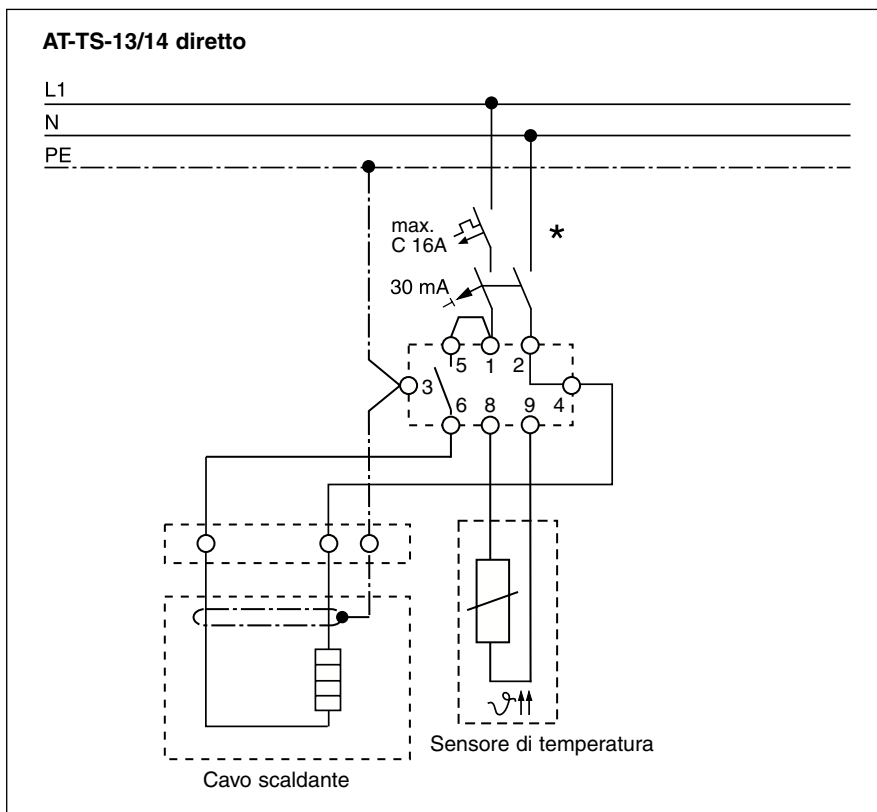 AT-TS-13/14 diretto
L1
N
PE
max.
C 16A
*
30 mA
5 1 2
3
4
6 8 9
ϑ
Sensore di temperatura
Cavo scaldante